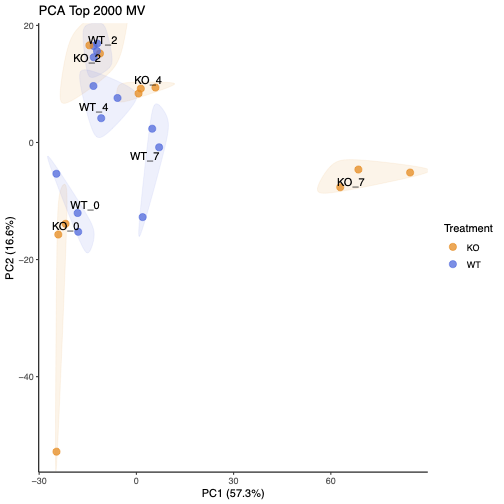 PCA Top 2000 MV
20
0
−20
−40
WT_2
KO_2
KO_4
WT_4
WT_7
KO_7
WT_0
KO_0
−30
0
30
60
PC1 (57.3%)
PC2 (16.6%)
Treatment
KO
WT